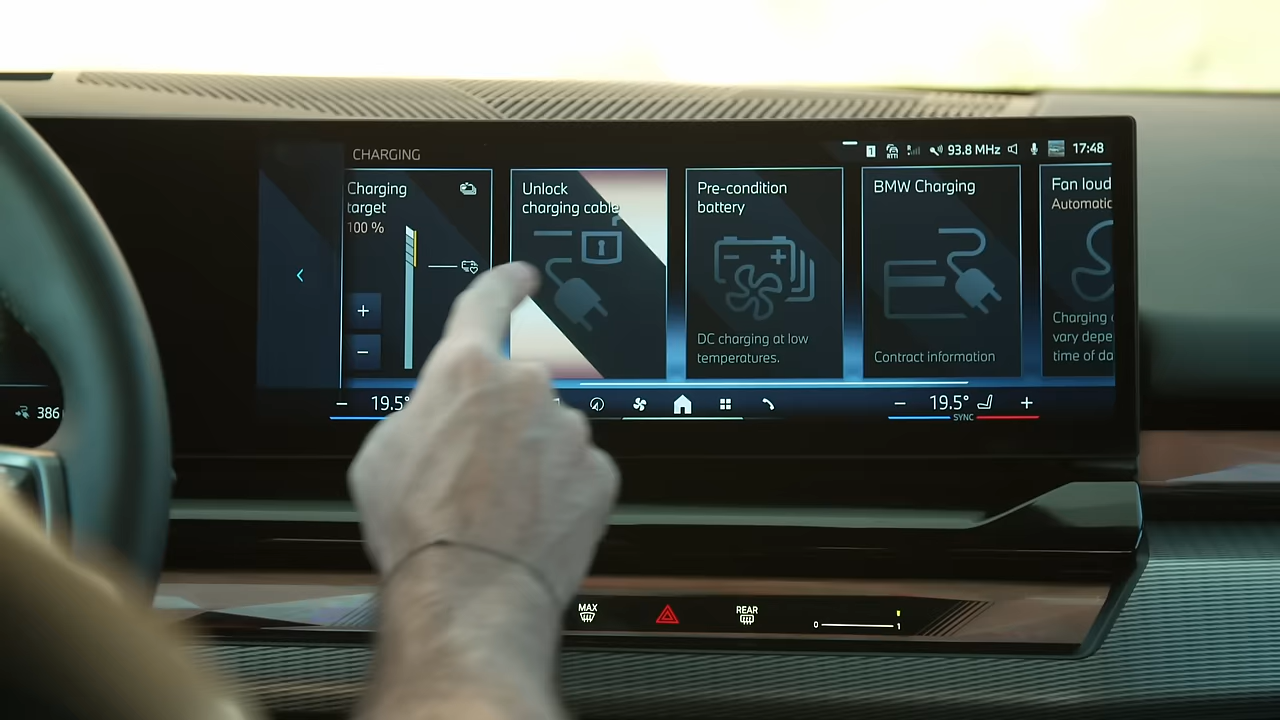 CHARGING
1
RTTI
93.8 MHz
17:48
Charging
target
100 %
+
−
Unlock
charging cable
Pre-condition
battery
DC charging at low
temperatures.
BMW Charging
Contract information
Fan loud
Automatic
Charging
vary depe
time of da
− 19.5°
− 19.5° +
SYNC
386
MAX
REAR
0 1